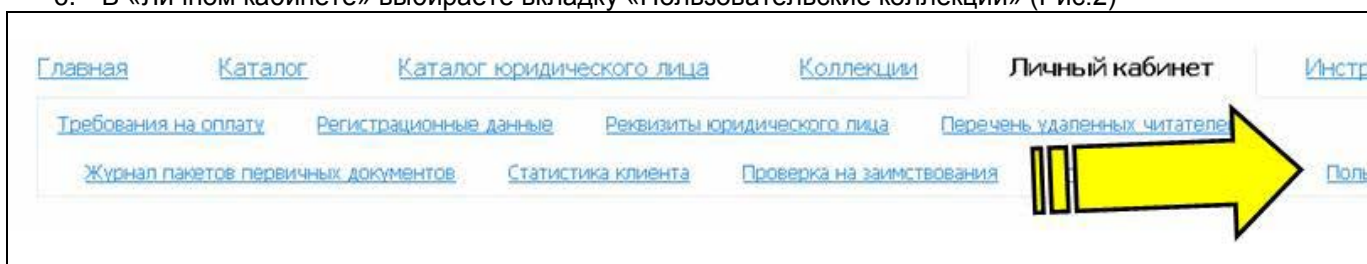 В «Личном кабинете» выбираете вкладку «Пользовательские коллекции» (Рис.2)
Главная Каталог Каталог юридического лица Коллекции Личный кабинет Инстр
Требования на оплату Регистрационные данные Реквизиты юридического лица Перечень удаленных читателе
Журнал пакетов первичных документов Статистика клиента Проверка на заимствования Поль